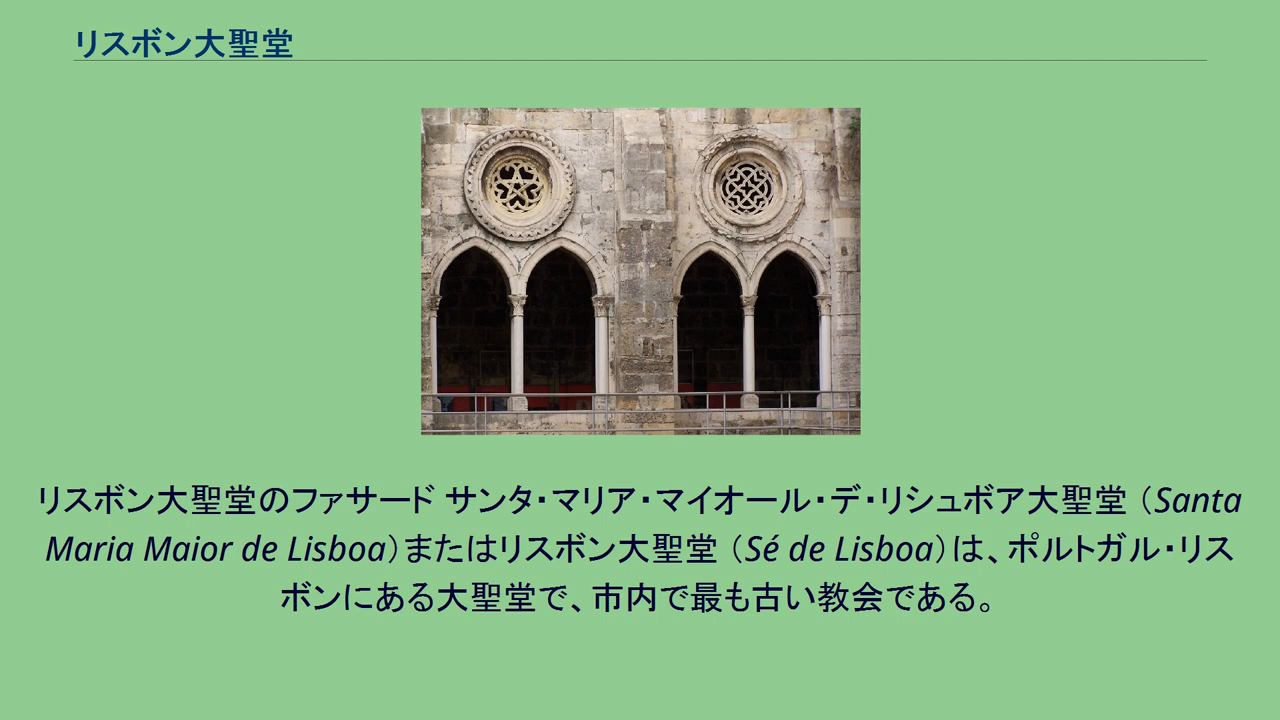 リスボン大聖堂
リスボン大聖堂のファサード サンタ・マリア・マイオール・デ・リシュボア大聖堂（Santa
Maria Maior de Lisboa）またはリスボン大聖堂（Sé de Lisboa）は、ポルトガル・リス
ボンにある大聖堂で、市内で最も古い教会である。